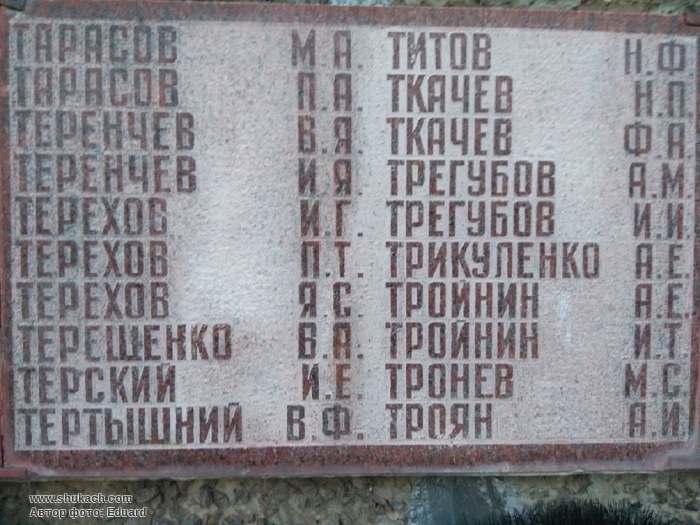 ТАРАСОВ М.А.
ТАРАСОВ П.А.
ТЕРЕНЧЕВ В.Я.
ТЕРЕНЧЕВ И.Я.
ТЕРЕХОВ И.Г.
ТЕРЕХОВ П.Т.
ТЕРЕХОВ Я.С.
ТЕРЕЩЕНКО В.А.
ТЕРСКИЙ И.Е.
ТЕРТЫШНИЙ В.Ф.
ТИТОВ Н.Ф
ТКАЧЕВ Н.П
ТКАЧЕВ Ф.А
ТРЕГУБОВ А.М
ТРЕГУБОВ И.И
ТРИКУЛЕНКО А.Е.
ТРОЙНИН А.Е.
ТРОЙНИН И.Т
ТРОНЕВ М.С
ТРОЯН А.И
www.shukach.com
Автор фото: Eduard